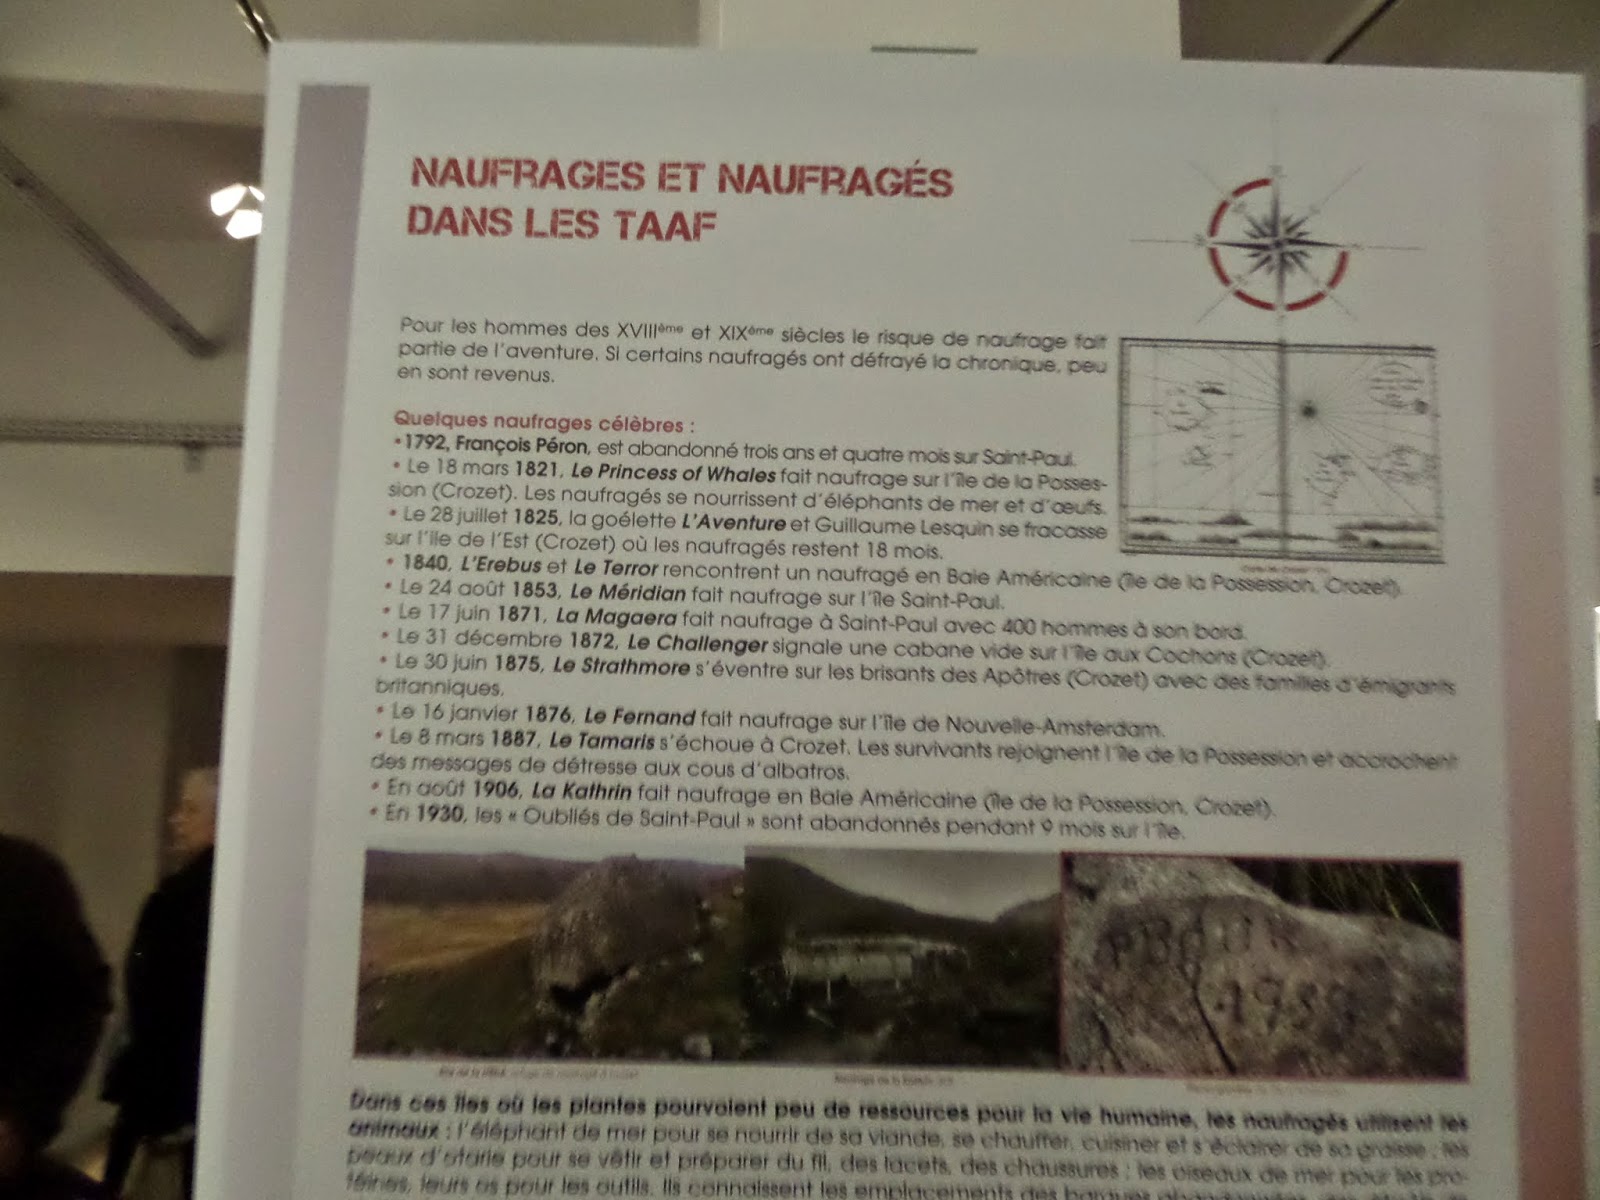 NAUFRAGES ET NAUFRAGÉS
DANS LES TAAF
Pour les hommes des XVIIIème et XIXème siècles le risque de naufrage fait
partie de l'aventure. Si certains naufragés ont défrayé la chronique, peu
en sont revenus.
Quelques naufrages célèbres :
• 1792, François Péron, est abandonné trois ans et quatre mois sur Saint-Paul.
• Le 18 mars 1821, Le Princess of Whales fait naufrage sur l'île de la Posses-
sion (Crozet). Les naufragés se nourrissent d'éléphants de mer et d'œufs.
• Le 28 juillet 1825, la goélette L'Aventure et Guillaume Lesquin se fracasse
sur l'île de l'Est (Crozet) où les naufragés restent 18 mois.
• 1840, L'Erebus et Le Terror rencontrent un naufragé en Baie Américaine (île de la Possession, Crozet).
• Le 24 août 1853, Le Méridian fait naufrage sur l'île Saint-Paul.
• Le 17 juin 1871, La Magaera fait naufrage à Saint-Paul avec 400 hommes à son bord.
• Le 31 décembre 1872, Le Challenger signale une cabane vide sur l'île aux Cochons (Crozet).
• Le 30 juin 1875, Le Strathmore s'éventre sur les brisants des Apôtres (Crozet) avec des familles d'émigrants
britanniques.
• Le 16 janvier 1876, Le Fernand fait naufrage sur l'île de Nouvelle-Amsterdam.
• Le 8 mars 1887, Le Tamaris s'échoue à Crozet. Les survivants rejoignent l'île de la Possession et accrochent
des messages de détresse aux cous d'albatros.
• En août 1906, La Kathrin fait naufrage en Baie Américaine (île de la Possession, Crozet).
• En 1930, les « Oubliés de Saint-Paul » sont abandonnés pendant 9 mois sur l'île.
Dans ces îles où les plantes pourvoient peu de ressources pour la vie humaine, les naufragés utilisent les
animaux : l'éléphant de mer pour se nourrir de sa viande, se chauffer, cuisiner et s'éclairer de sa graisse ; les
peaux d'otarie pour se vêtir et préparer du fil, des lacets, des chaussures ; les oiseaux de mer pour les pro-
téines, leurs os pour les outils. Ils connaissent les emplacements des